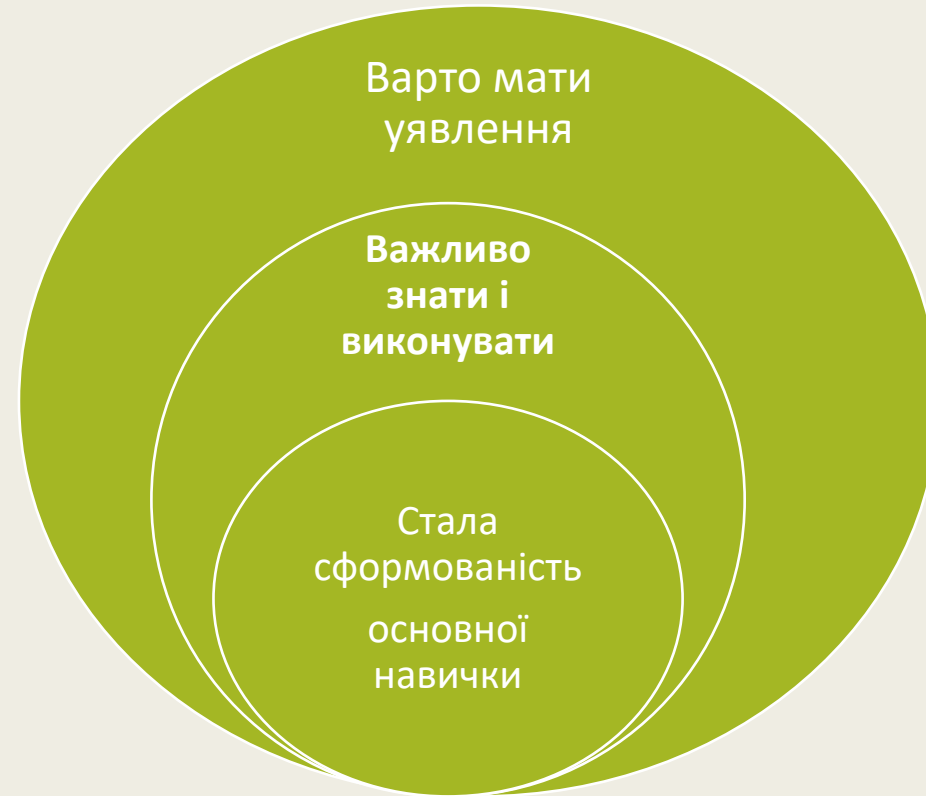 Варто мати
уявлення
Важливо
знати і
виконувати
Стала
сформованість
основної
навички